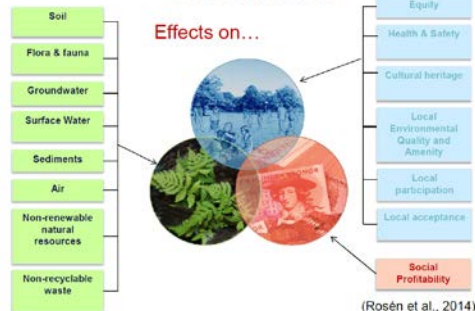 Soil
Flora & fauna
Groundwater
Surface Water
Sediments
Air
Non-renewable
natural
resources
Non-recyclable
waste
Effects on…
Equity
Health & Safety
Cultural heritage
Local
Environmental
Quality and
Amenity
Local
participation
Local acceptance
Social
Profitability
(Rosén et al., 2014)